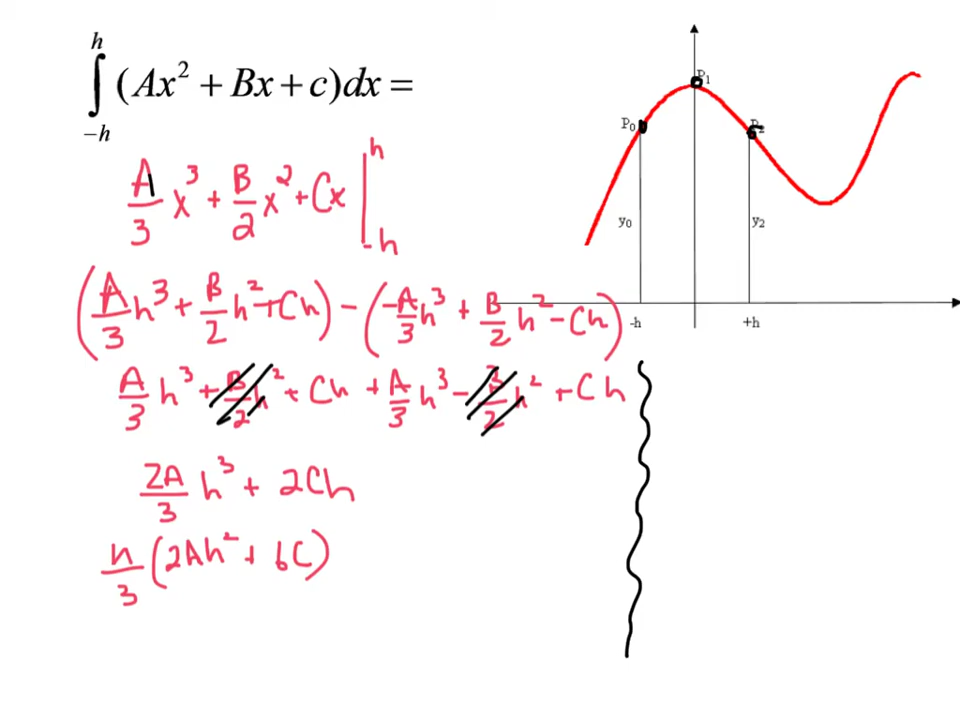 ∫_{-h}^{h} (Ax² + Bx + c)dx =
A/3 x³ + B/2 x² + Cx |_{-h}^{h}
(A/3 h³ + B/2 h² + Ch) - (-A/3 h³ + B/2 h² - Ch)
A/3 h³ + B/2 h² + Ch + A/3 h³ - B/2 h² + Ch
2A/3 h³ + 2Ch
h/3 (2Ah² + 6C)
P₁
P₀
P₂
y₀
y₂
-h
+h